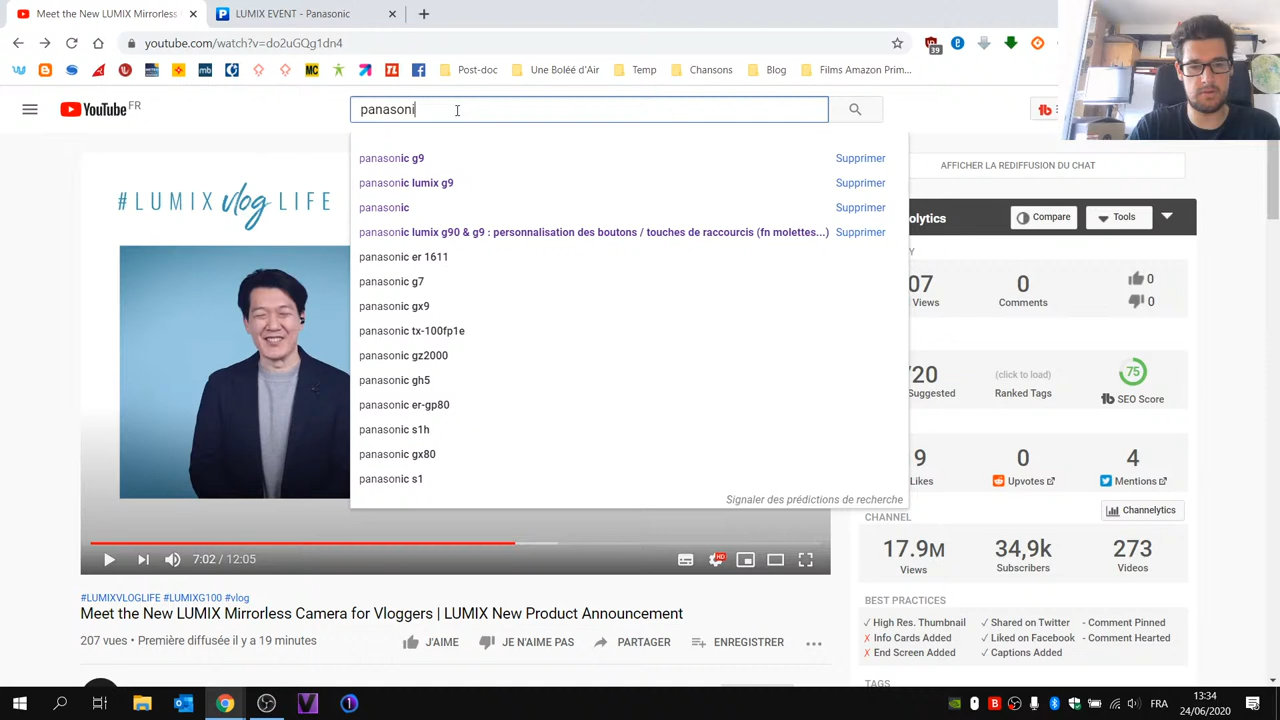 Meet the New LUMIX Mirrorless
LUMIX EVENT - Panasonic
youtube.com/watch?v=do2uGQg1dn4
39
Post-doc
Une Boléé d'Air
Temp
Chansons
Blog
Films Amazon Prim...
YouTube FR
panasoni
panasonic g9 Supprimer
panasonic lumix g9 Supprimer
panasonic Supprimer
panasonic lumix g90 & g9 : personnalisation des boutons / touches de raccourcis (fn molettes...) Supprimer
panasonic er 1611
panasonic g7
panasonic gx9
panasonic tx-100fp1e
panasonic gz2000
panasonic gh5
panasonic er-gp80
panasonic s1h
panasonic gx80
panasonic s1
Signaler des prédictions de recherche
#LUMIX vlog LIFE
7:02 / 12:05
HD
#LUMIXVLOGLIFE #LUMIXG100 #vlog
Meet the New LUMIX Mirrorless Camera for Vloggers | LUMIX New Product Announcement
207 vues • Première diffusée il y a 19 minutes
J'AIME
JE N'AIME PAS
PARTAGER
ENREGISTRER
AFFICHER LA REDIFFUSION DU CHAT
olytics
Compare
Tools
Y
07
Views
0
Comments
0
0
/20
Suggested
(click to load)
Ranked Tags
75
SEO Score
9
Likes
0
Upvotes
4
Mentions
CHANNEL
Channelytics
17.9M
Views
34,9k
Subscribers
273
Videos
BEST PRACTICES
✓ High Res. Thumbnail ✓ Shared on Twitter - Comment Pinned
✗ Info Cards Added ✓ Liked on Facebook - Comment Hearted
✗ End Screen Added ✓ Captions Added
TAGS
FRA
13:34
24/06/2020